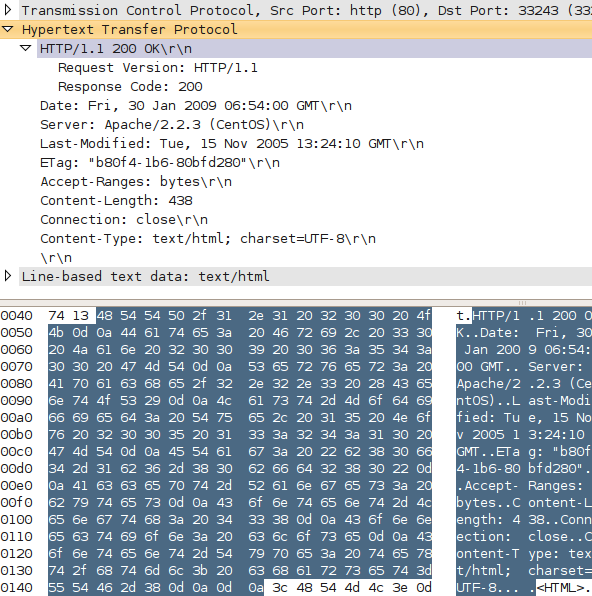 Transmission Control Protocol, Src Port: http (80), Dst Port: 33243 (332
Hypertext Transfer Protocol
HTTP/1.1 200 OK\r\n
Request Version: HTTP/1.1
Response Code: 200
Date: Fri, 30 Jan 2009 06:54:00 GMT\r\n
Server: Apache/2.2.3 (CentOS)\r\n
Last-Modified: Tue, 15 Nov 2005 13:24:10 GMT\r\n
ETag: "b80f4-1b6-80bfd280"\r\n
Accept-Ranges: bytes\r\n
Content-Length: 438
Connection: close\r\n
Content-Type: text/html; charset=UTF-8\r\n
\r\n
Line-based text data: text/html
0040 74 13 48 54 54 50 2f 31 2e 31 20 32 30 30 20 4f t.HTTP/1 .1 200 O
0050 4b 0d 0a 44 61 74 65 3a 20 46 72 69 2c 20 33 30 K..Date: Fri, 30
0060 20 4a 61 6e 20 32 30 30 39 20 30 36 3a 35 34 3a Jan 200 9 06:54:
0070 30 30 20 47 4d 54 0d 0a 53 65 72 76 65 72 3a 20 00 GMT.. Server:
0080 41 70 61 63 68 65 2f 32 2e 32 2e 33 20 28 43 65 Apache/2 .2.3 (Ce
0090 6e 74 4f 53 29 0d 0a 4c 61 73 74 2d 4d 6f 64 69 ntOS)..L ast-Modi
00a0 66 69 65 64 3a 20 54 75 65 2c 20 31 35 20 4e 6f fied: Tu e, 15 No
00b0 76 20 32 30 30 35 20 31 33 3a 32 34 3a 31 30 20 v 2005 1 3:24:10
00c0 47 4d 54 0d 0a 45 54 61 67 3a 20 22 62 38 30 66 GMT..ETa g: "b80f
00d0 34 2d 31 62 36 2d 38 30 62 66 64 32 38 30 22 0d 4-1b6-80 bfd280".
00e0 0a 41 63 63 65 70 74 2d 52 61 6e 67 65 73 3a 20 .Accept- Ranges:
00f0 62 79 74 65 73 0d 0a 43 6f 6e 74 65 6e 74 2d 4c bytes..C ontent-L
0100 65 6e 67 74 68 3a 20 34 33 38 0d 0a 43 6f 6e 6e ength: 4 38..Conn
0110 65 63 74 69 6f 6e 3a 20 63 6c 6f 73 65 0d 0a 43 ection: close..C
0120 6f 6e 74 65 6e 74 2d 54 79 70 65 3a 20 74 65 78 ontent-T ype: tex
0130 74 2f 68 74 6d 6c 3b 20 63 68 61 72 73 65 74 3d t/html; charset=
0140 55 54 46 2d 38 0d 0a 0d 0a 3c 48 54 4d 4c 3e 0d UTF-8... .<HTML>.